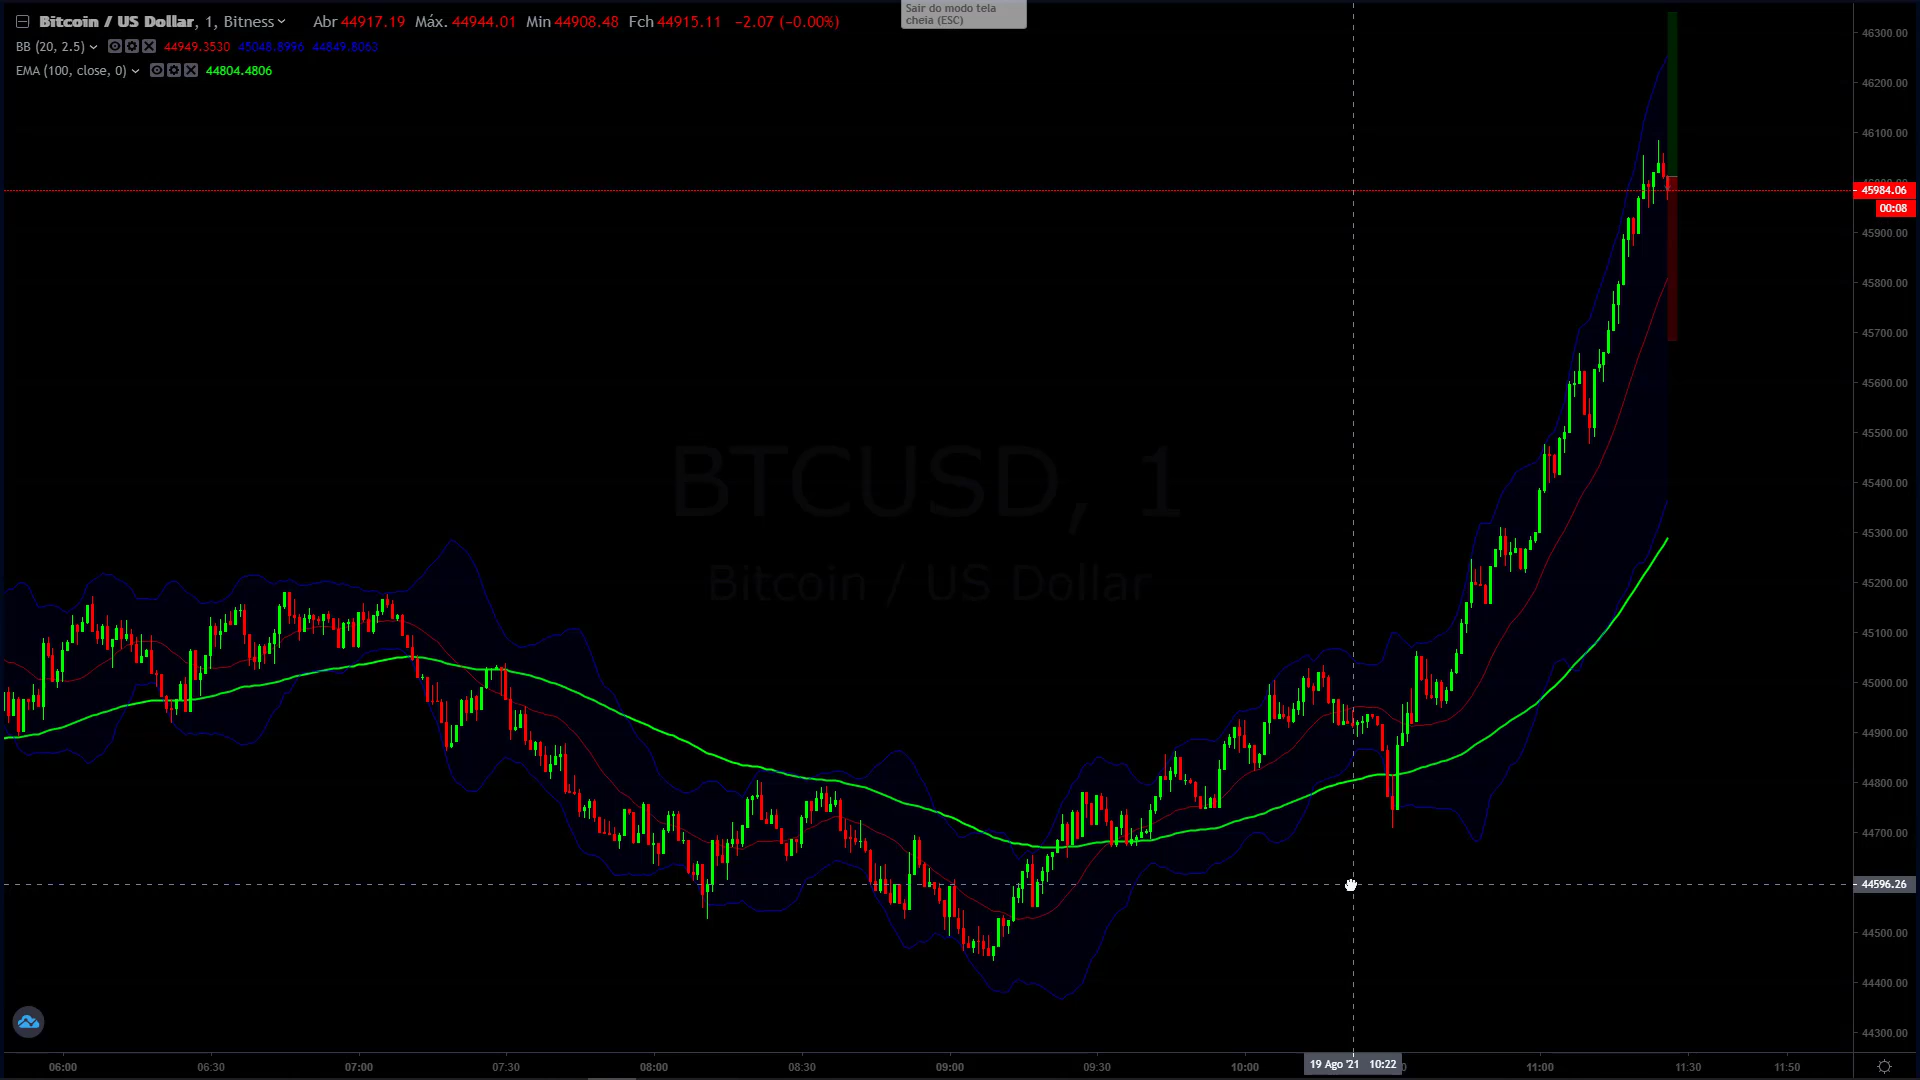 Bitcoin / US Dollar, 1, Bitness Abr 44917.19 Máx. 44944.01 Min 44908.48 Fch 44915.11 −2.07 (−0.00%)
Sair do modo tela
cheia (ESC)
BB (20, 2.5) 44949.3530 45048.8996 44849.8063
EMA (100, close, 0) 44804.4806
BTCUSD, 1
Bitcoin / US Dollar
46300.00
46200.00
46100.00
45984.06
00:08
45900.00
45800.00
45700.00
45600.00
45500.00
45400.00
45300.00
45200.00
45100.00
45000.00
44900.00
44800.00
44700.00
44596.26
44500.00
44400.00
44300.00
06:00 06:30 07:00 07:30 08:00 08:30 09:00 09:30 10:00 19 Ago '21 10:22 11:00 11:30 11:50